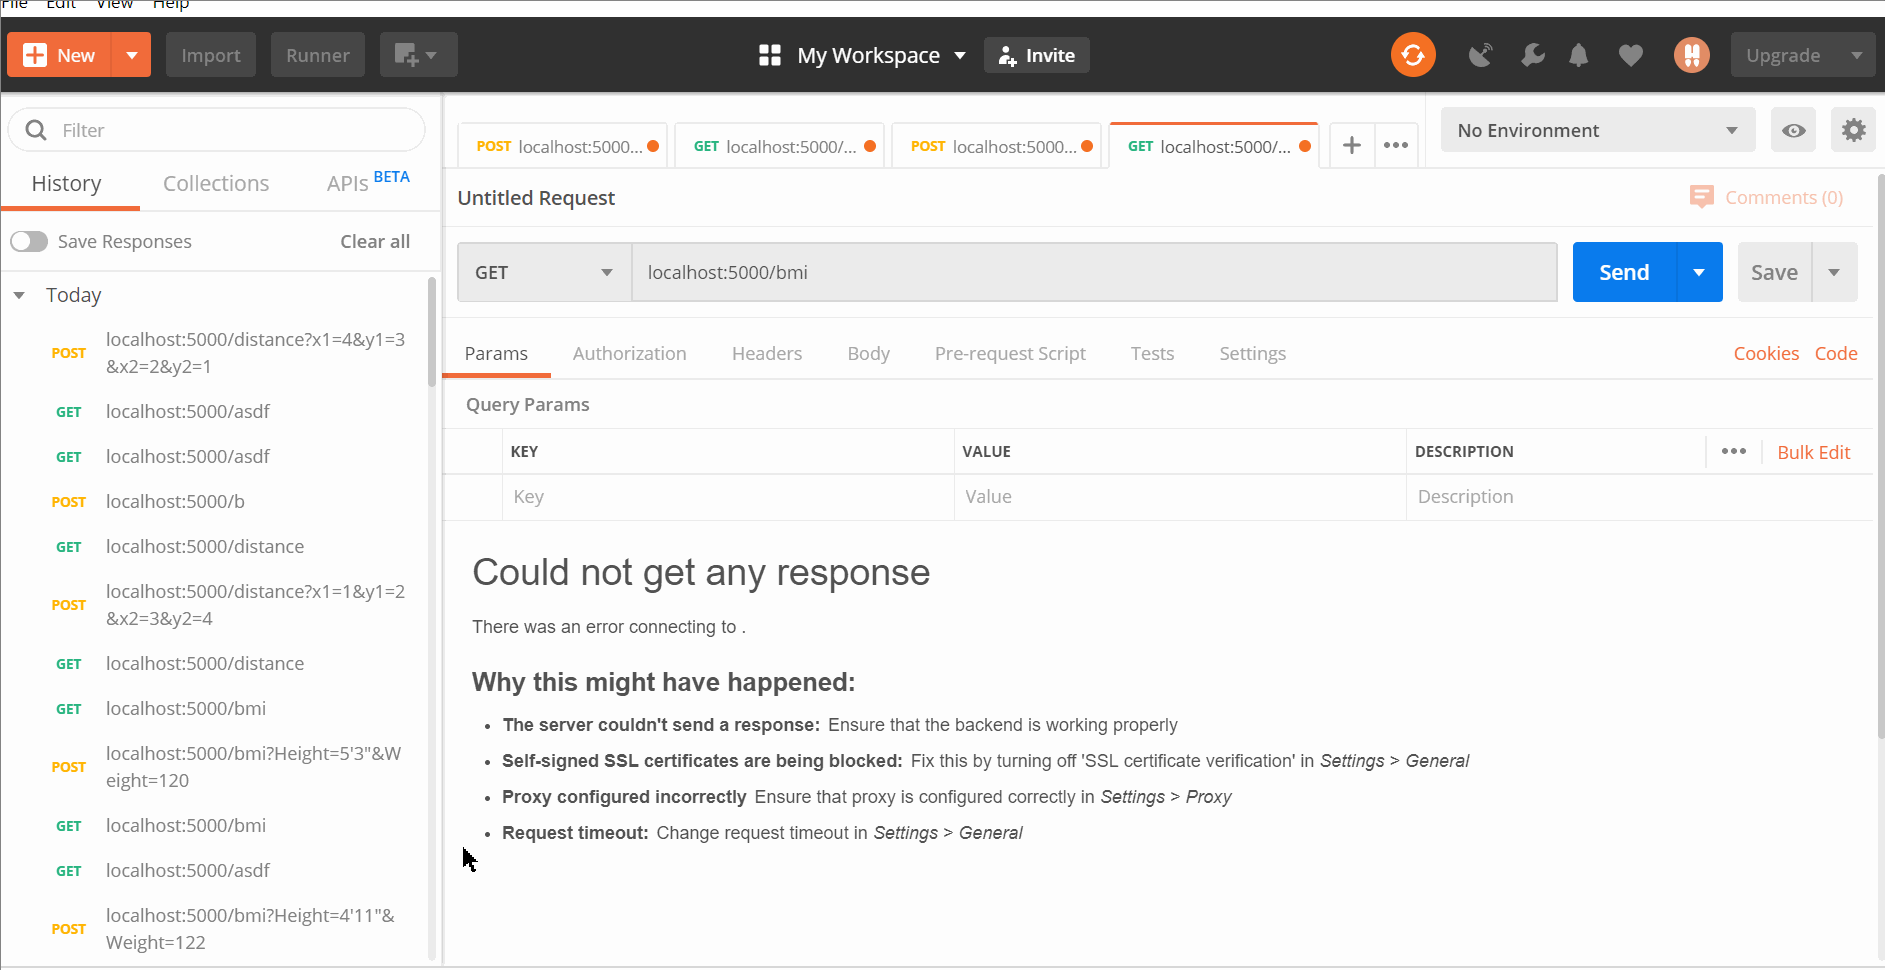 File Edit View Help
New Import Runner My Workspace Invite Upgrade
Filter
History Collections APIs BETA
Save Responses Clear all
Today
POST localhost:5000/distance?x1=4&y1=3
&x2=2&y2=1
GET localhost:5000/asdf
GET localhost:5000/asdf
POST localhost:5000/b
GET localhost:5000/distance
POST localhost:5000/distance?x1=1&y1=2
&x2=3&y2=4
GET localhost:5000/distance
GET localhost:5000/bmi
POST localhost:5000/bmi?Height=5'3"&W
eight=120
GET localhost:5000/bmi
GET localhost:5000/asdf
POST localhost:5000/bmi?Height=4'11"&
Weight=122
POST localhost:5000... GET localhost:5000/... POST localhost:5000... GET localhost:5000/...
No Environment
Untitled Request Comments (0)
GET localhost:5000/bmi Send Save
Params Authorization Headers Body Pre-request Script Tests Settings Cookies Code
Query Params
KEY VALUE DESCRIPTION ••• Bulk Edit
Key Value Description
Could not get any response
There was an error connecting to .
Why this might have happened:
• The server couldn't send a response: Ensure that the backend is working properly
• Self-signed SSL certificates are being blocked: Fix this by turning off 'SSL certificate verification' in Settings > General
• Proxy configured incorrectly Ensure that proxy is configured correctly in Settings > Proxy
• Request timeout: Change request timeout in Settings > General